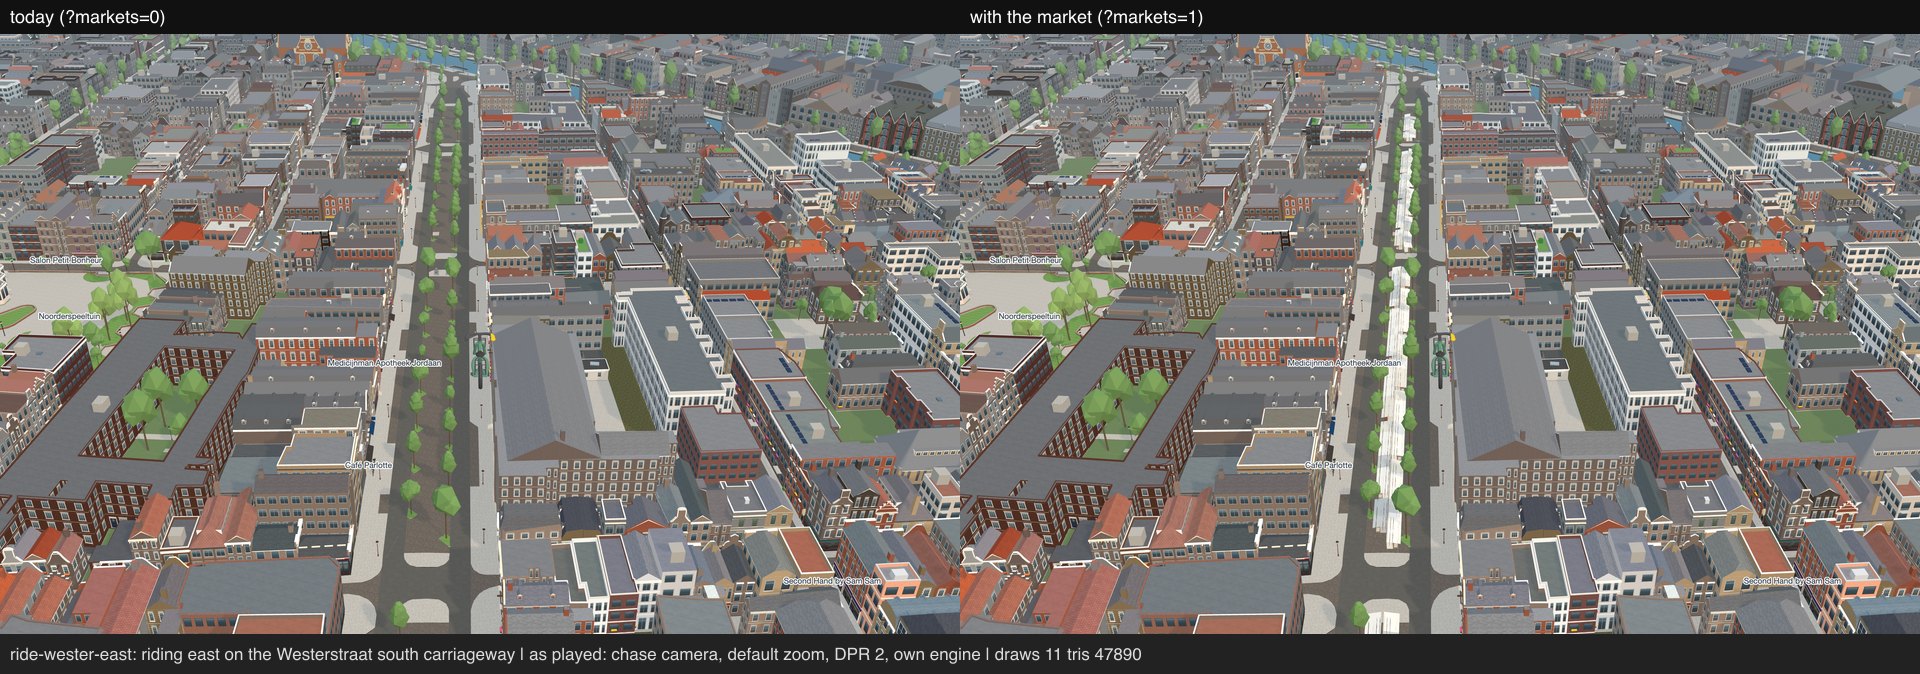 today (?markets=0)
with the market (?markets=1)
Salon Petit Bonheur
Noorderspeeltuin
Medicijnman Apotheek Jordaan
Café Parlotte
Salon Petit Bonheur
Noorderspeeltuin
Medicijnman Apotheek Jordaan
Café Parlotte
Second Hand by Sam Sam
Second Hand by Sam Sam
ride-wester-east: riding east on the Westerstraat south carriageway | as played: chase camera, default zoom, DPR 2, own engine | draws 11 tris 47890